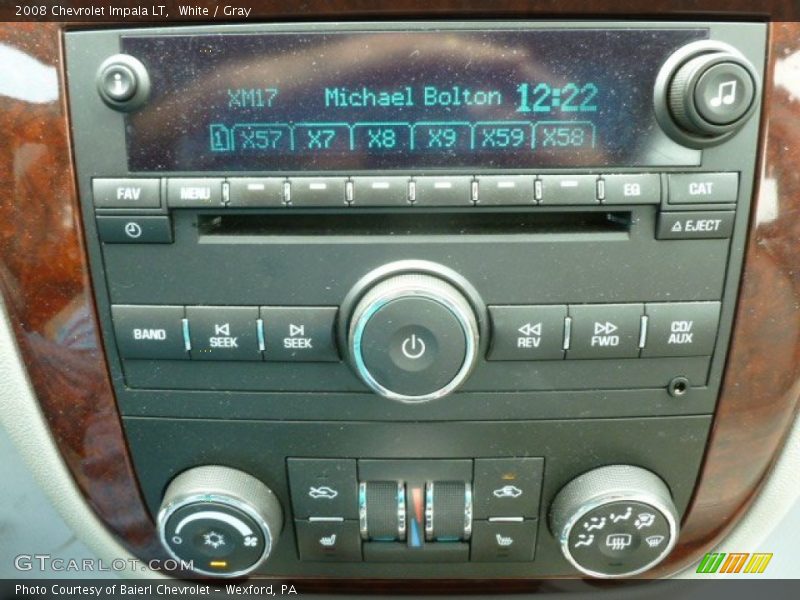 2008 Chevrolet Impala LT, White / Gray
XM17 Michael Bolton 12:22
1 X57 X7 X8 X9 X59 X58
FAV MENU EQ CAT
EJECT
BAND SEEK SEEK REV FWD CD/AUX
GTCARLOT.COM
Photo Courtesy of Baierl Chevrolet - Wexford, PA